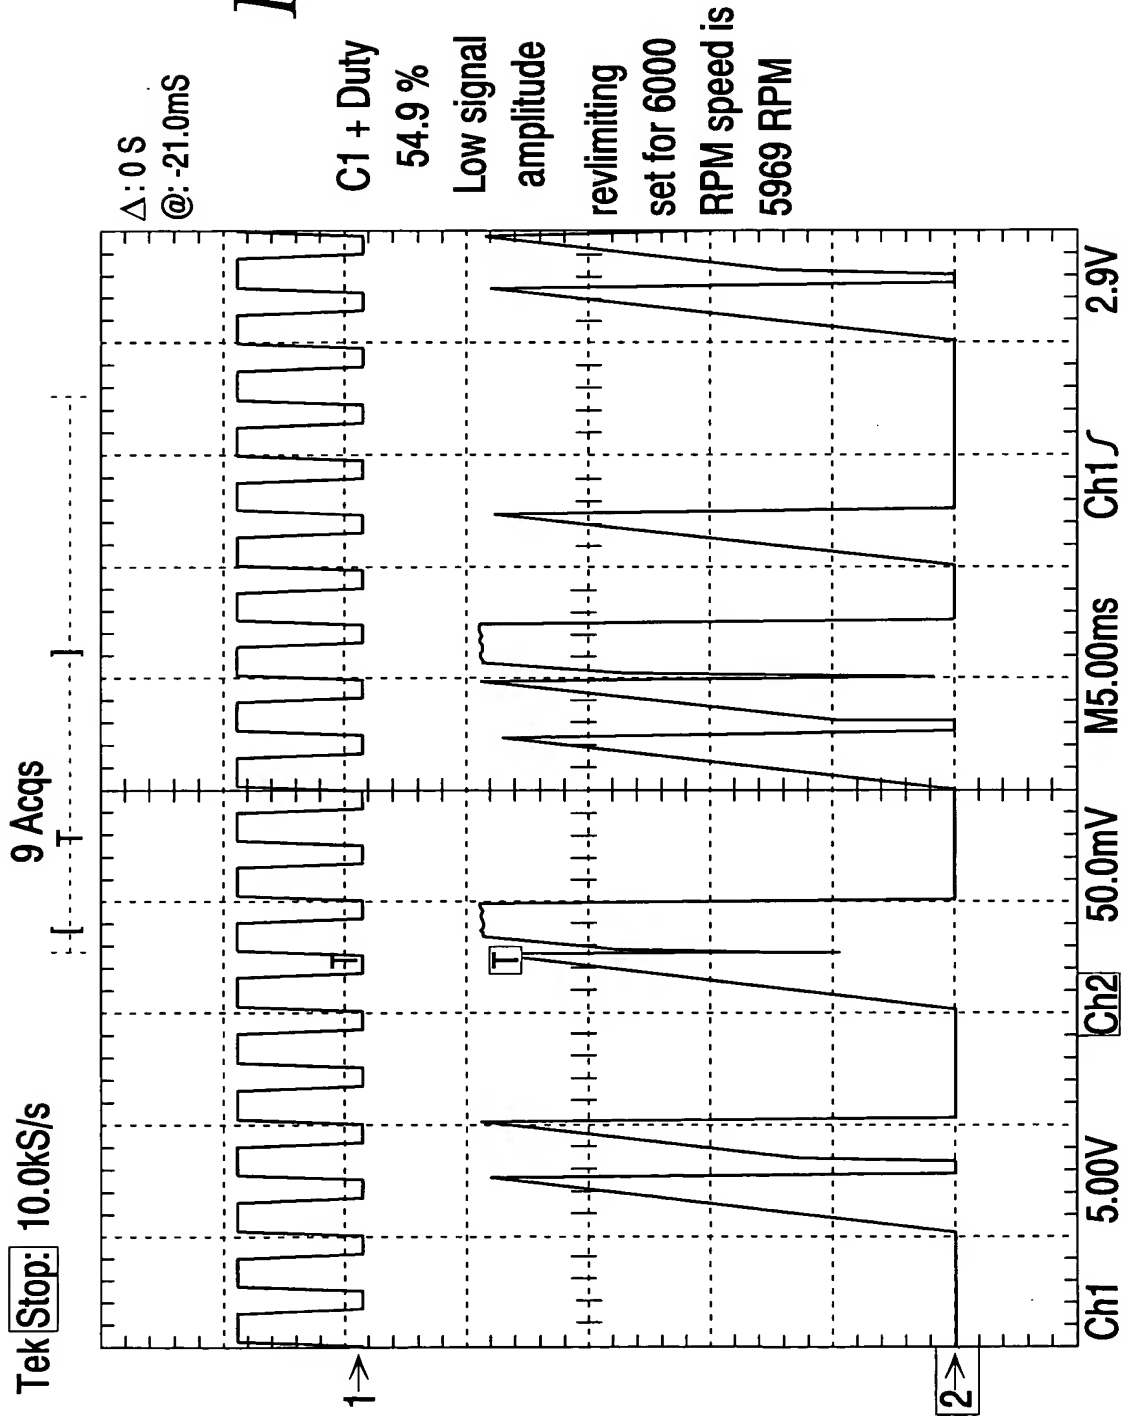 Tek Stop: 10.0kS/s
9 Acqs
[ T ]
Δ: 0 S
@: -21.0mS
C1 + Duty
54.9 %
Low signal
amplitude
revlimiting
set for 6000
RPM speed is
5969 RPM
T
T
1→
2→
Ch1 5.00V Ch2 50.0mV M5.00ms Ch1 ∫ 2.9V